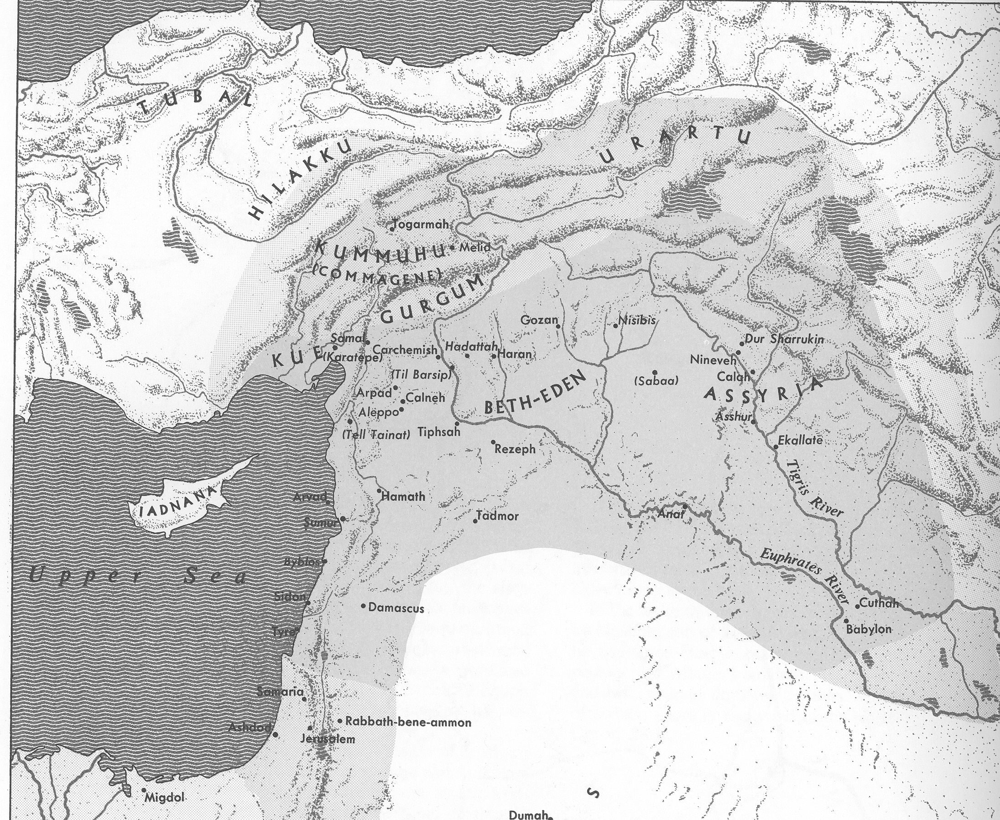 TUBAL
URARTU
HILAKKU
Togarmah
KUMMUHU
Melid
(COMMAGENE)
GURGUM
Gozan
Nisibis
Samal
Dur Sharrukin
KUE
(Karatepe)
Carchemish
Hadattah
Haran
Nineveh
(Til Barsip)
Calah
(Sabaa)
Arpad
Calneh
BETH-EDEN
ASSYRIA
Aleppo
Asshur
(Tell Tainat)
Tiphsah
Ekallate
Rezeph
Tigris River
IADNANA
Arvad
Hamath
Anat
Tadmor
Sumur
Byblos
Euphrates River
Upper Sea
Sidon
Damascus
Cuthah
Tyre
Babylon
Samaria
Rabbath-bene-ammon
Ashdod
Jerusalem
Migdol
S
Dumah